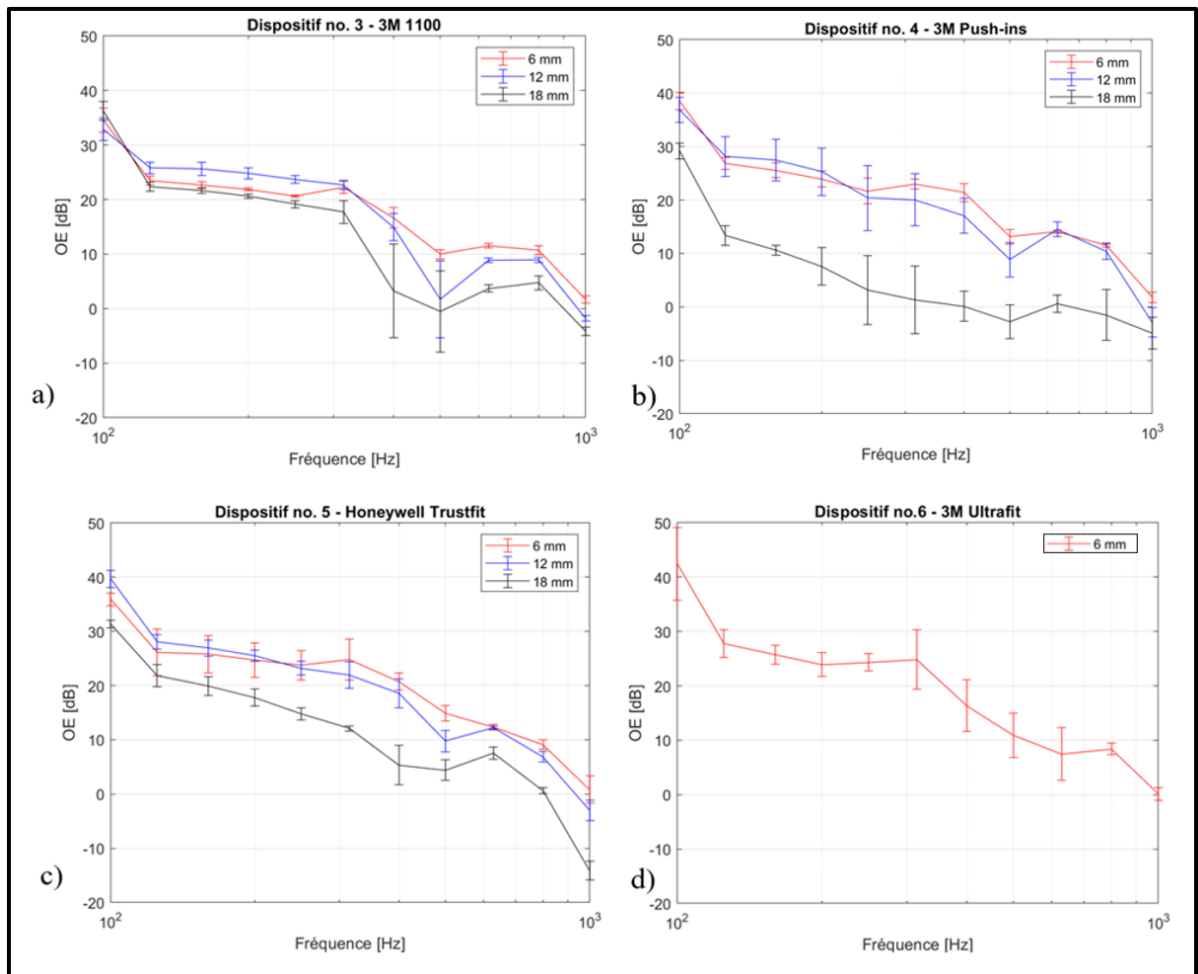 Dispositif no. 3 - 3M 1100
50
40
30
20
10
0
-10
-20
OE [dB]
6 mm
12 mm
18 mm
10²
10³
Fréquence [Hz]
a)
Dispositif no. 4 - 3M Push-ins
50
40
30
20
10
0
-10
-20
OE [dB]
6 mm
12 mm
18 mm
10²
10³
Fréquence [Hz]
b)
Dispositif no. 5 - Honeywell Trustfit
50
40
30
20
10
0
-10
-20
OE [dB]
6 mm
12 mm
18 mm
10²
10³
Fréquence [Hz]
c)
Dispositif no.6 - 3M Ultrafit
50
40
30
20
10
0
-10
-20
OE [dB]
6 mm
10²
10³
Fréquence [Hz]
d)